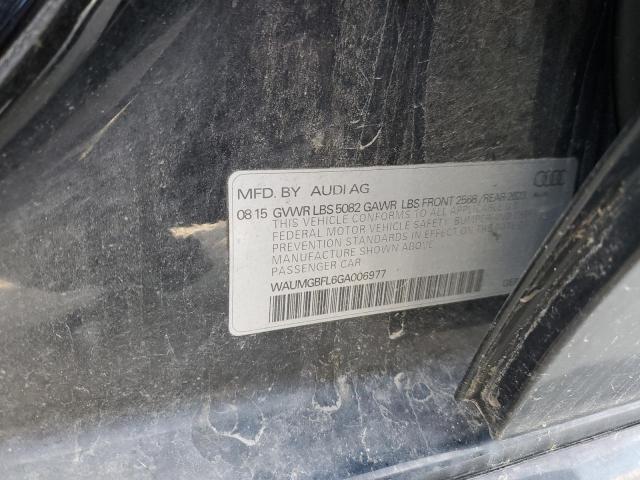 MFD. BY AUDI AG
08 15 GVWR LBS 5082 GAWR LBS FRONT 2568 / REAR
THIS VEHICLE CONFORMS TO ALL APPLICABLE
FEDERAL MOTOR VEHICLE SAFETY, BUMPER AND THEFT
PREVENTION STANDARDS IN EFFECT ON THE DATE OF
MANUFACTURE SHOWN ABOVE
PASSENGER CAR
WAUMGBFL6GA006977